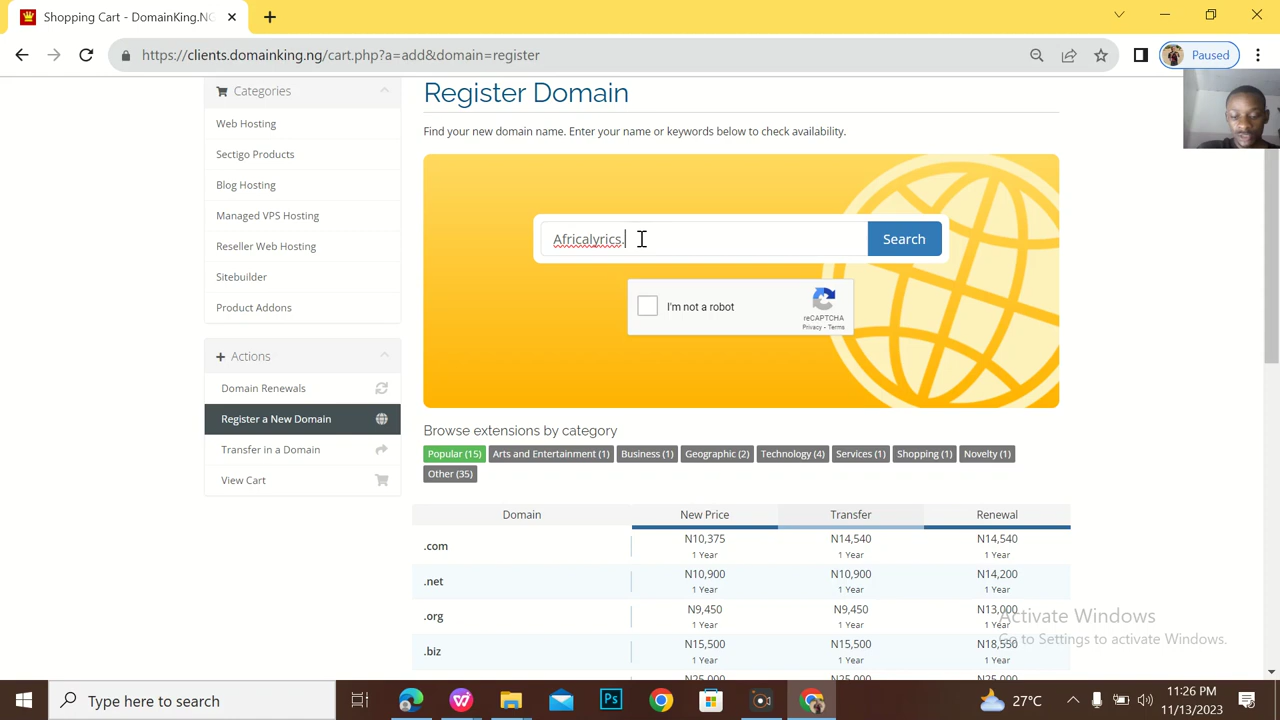 Shopping Cart - DomainKing.NG
https://clients.domainking.ng/cart.php?a=add&domain=register
Paused
Categories
Web Hosting
Sectigo Products
Blog Hosting
Managed VPS Hosting
Reseller Web Hosting
Sitebuilder
Product Addons
Actions
Domain Renewals
Register a New Domain
Transfer in a Domain
View Cart
Register Domain
Find your new domain name. Enter your name or keywords below to check availability.
Africalyrics.
Search
I'm not a robot
reCAPTCHA
Privacy - Terms
Browse extensions by category
Popular (15) Arts and Entertainment (1) Business (1) Geographic (2) Technology (4) Services (1) Shopping (1) Novelty (1)
Other (35)
Domain New Price Transfer Renewal
.com N10,375 N14,540 N14,540
1 Year 1 Year 1 Year
.net N10,900 N10,900 N14,200
1 Year 1 Year 1 Year
.org N9,450 N9,450 N13,000
1 Year 1 Year 1 Year
.biz N15,500 N15,500 N18,550
1 Year 1 Year 1 Year
Activate Windows
Go to Settings to activate Windows.
Type here to search
27°C
11:26 PM
11/13/2023